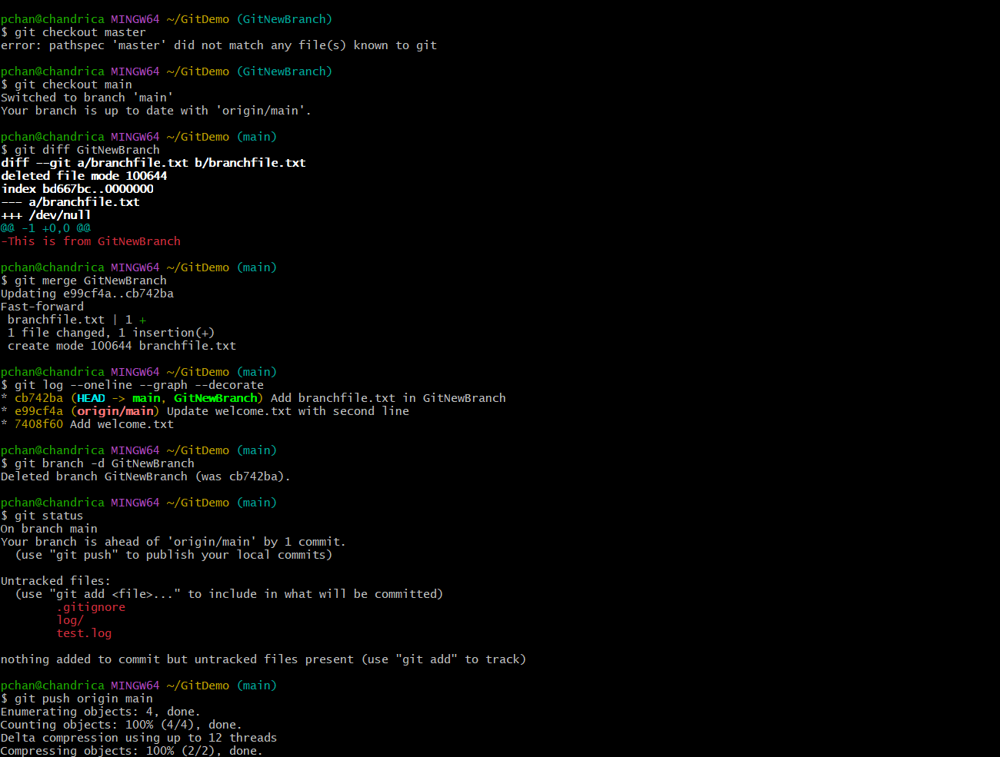 pchan@chandrica MINGW64 ~/GitDemo (GitNewBranch)
$ git checkout master
error: pathspec 'master' did not match any file(s) known to git

pchan@chandrica MINGW64 ~/GitDemo (GitNewBranch)
$ git checkout main
Switched to branch 'main'
Your branch is up to date with 'origin/main'.

pchan@chandrica MINGW64 ~/GitDemo (main)
$ git diff GitNewBranch
diff --git a/branchfile.txt b/branchfile.txt
deleted file mode 100644
index bd667bc..0000000
--- a/branchfile.txt
+++ /dev/null
@@ -1 +0,0 @@
-This is from GitNewBranch

pchan@chandrica MINGW64 ~/GitDemo (main)
$ git merge GitNewBranch
Updating e99cf4a..cb742ba
Fast-forward
 branchfile.txt | 1 +
 1 file changed, 1 insertion(+)
 create mode 100644 branchfile.txt

pchan@chandrica MINGW64 ~/GitDemo (main)
$ git log --oneline --graph --decorate
* cb742ba (HEAD -> main, GitNewBranch) Add branchfile.txt in GitNewBranch
* e99cf4a (origin/main) Update welcome.txt with second line
* 7408f60 Add welcome.txt

pchan@chandrica MINGW64 ~/GitDemo (main)
$ git branch -d GitNewBranch
Deleted branch GitNewBranch (was cb742ba).

pchan@chandrica MINGW64 ~/GitDemo (main)
$ git status
On branch main
Your branch is ahead of 'origin/main' by 1 commit.
  (use "git push" to publish your local commits)

Untracked files:
  (use "git add <file>..." to include in what will be committed)
        .gitignore
        log/
        test.log

nothing added to commit but untracked files present (use "git add" to track)

pchan@chandrica MINGW64 ~/GitDemo (main)
$ git push origin main
Enumerating objects: 4, done.
Counting objects: 100% (4/4), done.
Delta compression using up to 12 threads
Compressing objects: 100% (2/2), done.